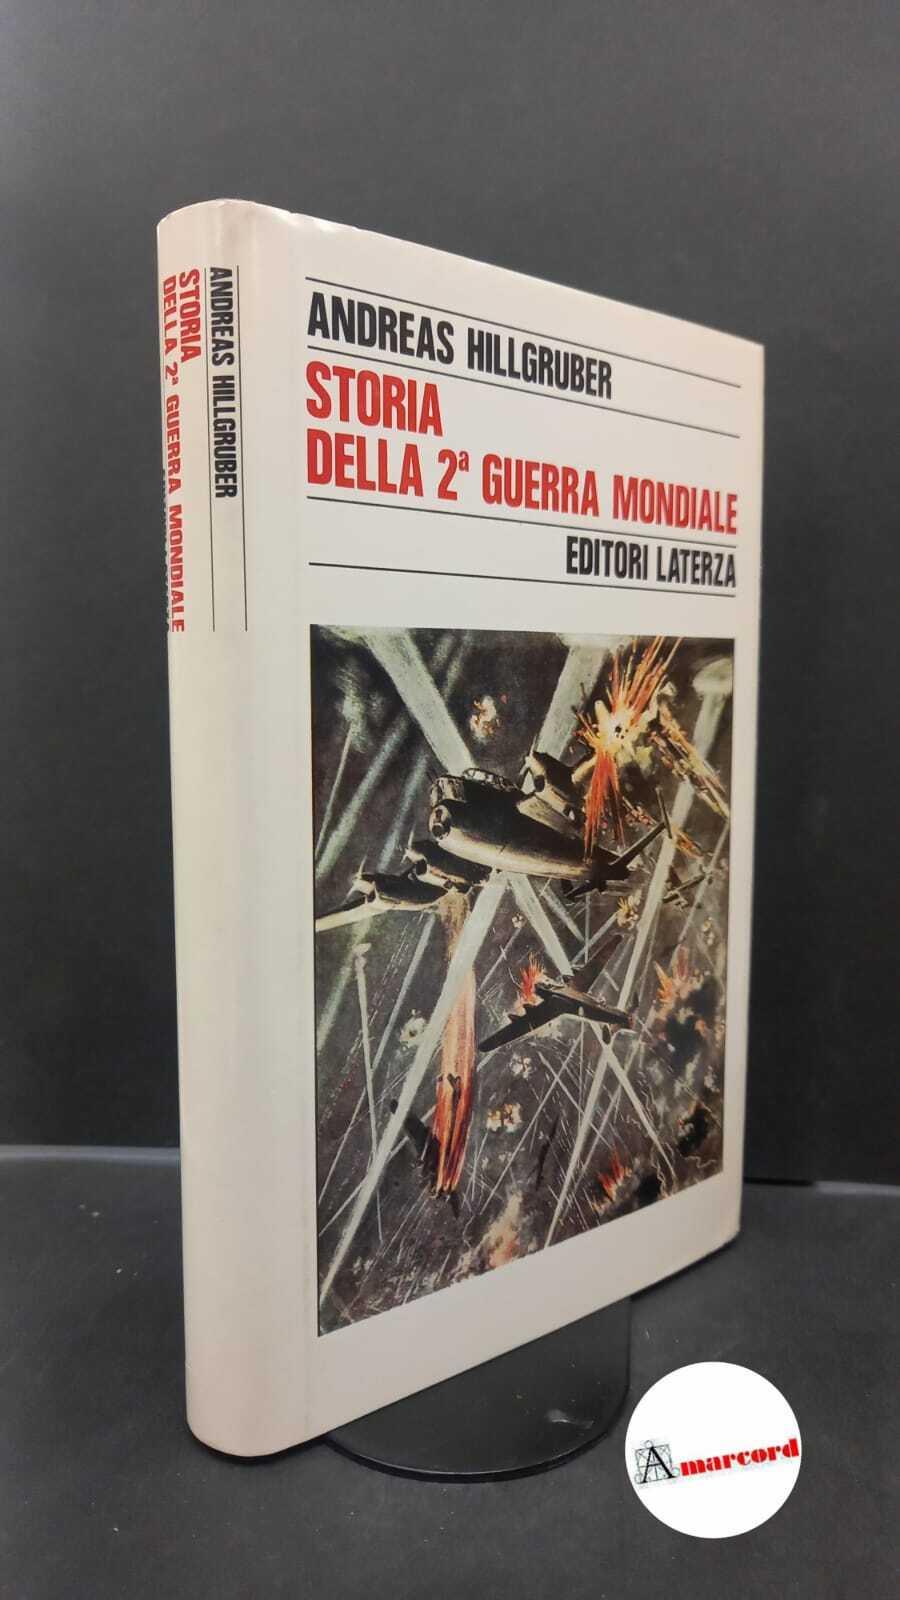 ANDREAS HILLGRUBER
STORIA
DELLA 2ª GUERRA MONDIALE
ANDREAS HILLGRUBER
STORIA
DELLA 2ª GUERRA MONDIALE
EDITORI LATERZA
Amarcord